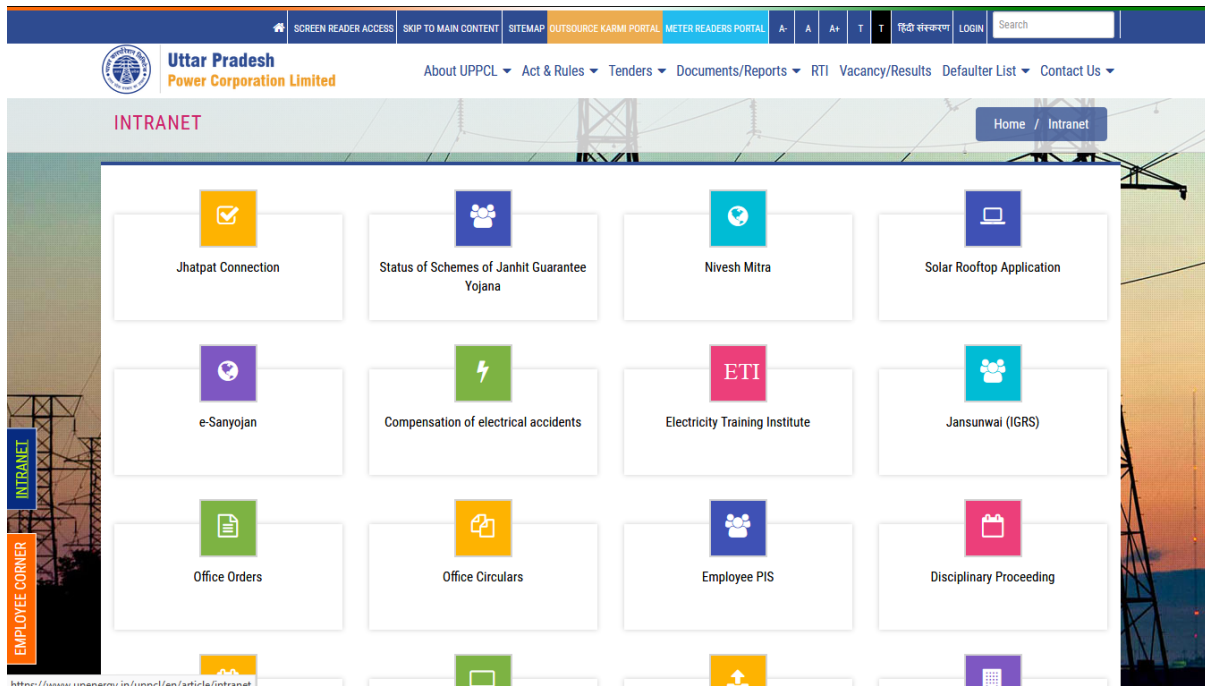 SCREEN READER ACCESS SKIP TO MAIN CONTENT SITEMAP OUTSOURCE KARMI PORTAL METER READERS PORTAL A- A A+ T T हिंदी संस्करण LOGIN Search
Uttar Pradesh
Power Corporation Limited
About UPPCL Act & Rules Tenders Documents/Reports RTI Vacancy/Results Defaulter List Contact Us
INTRANET
Home / Intranet
Jhatpat Connection
Status of Schemes of Janhit Guarantee
Yojana
Nivesh Mitra
Solar Rooftop Application
ETI
e-Sanyojan
Compensation of electrical accidents
Electricity Training Institute
Jansunwai (IGRS)
INTRANET
Office Orders
Office Circulars
Employee PIS
Disciplinary Proceeding
EMPLOYEE CORNER
https://www.upenergy.in/uppcl/en/article/intranet